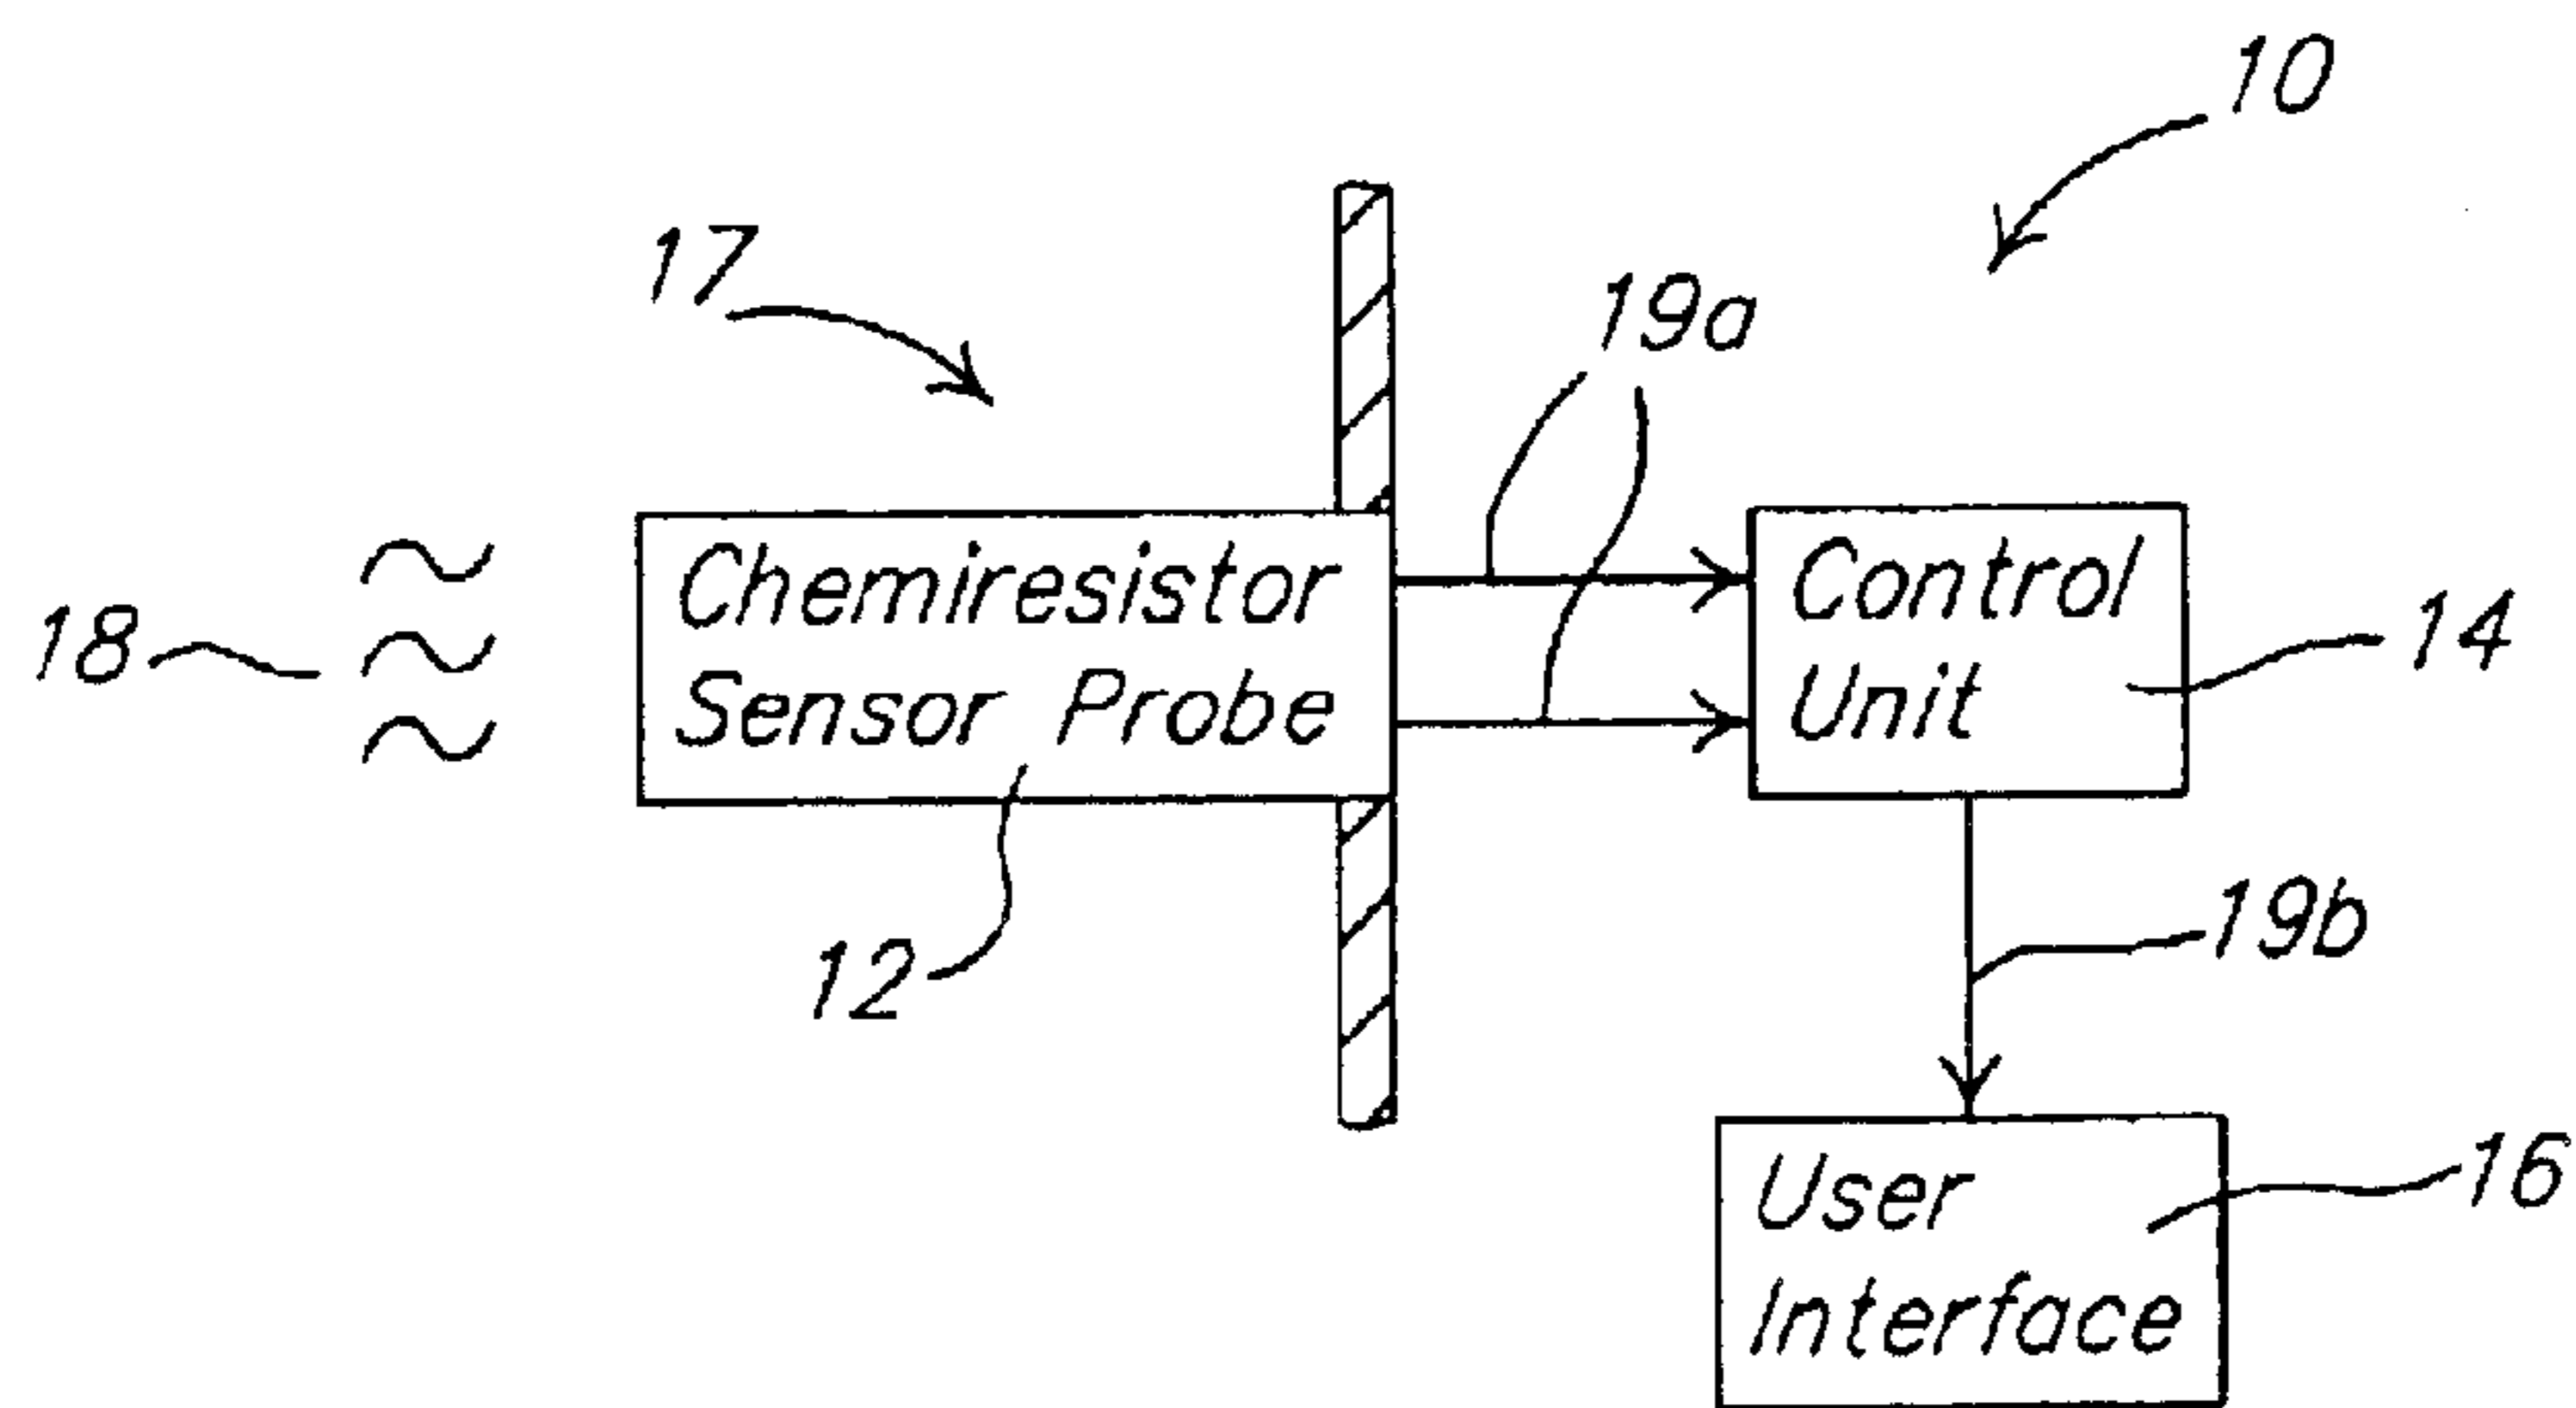 10
17
19a
Chemiresistor
Sensor Probe
Control
Unit
18
14
12
19b
User
Interface
16